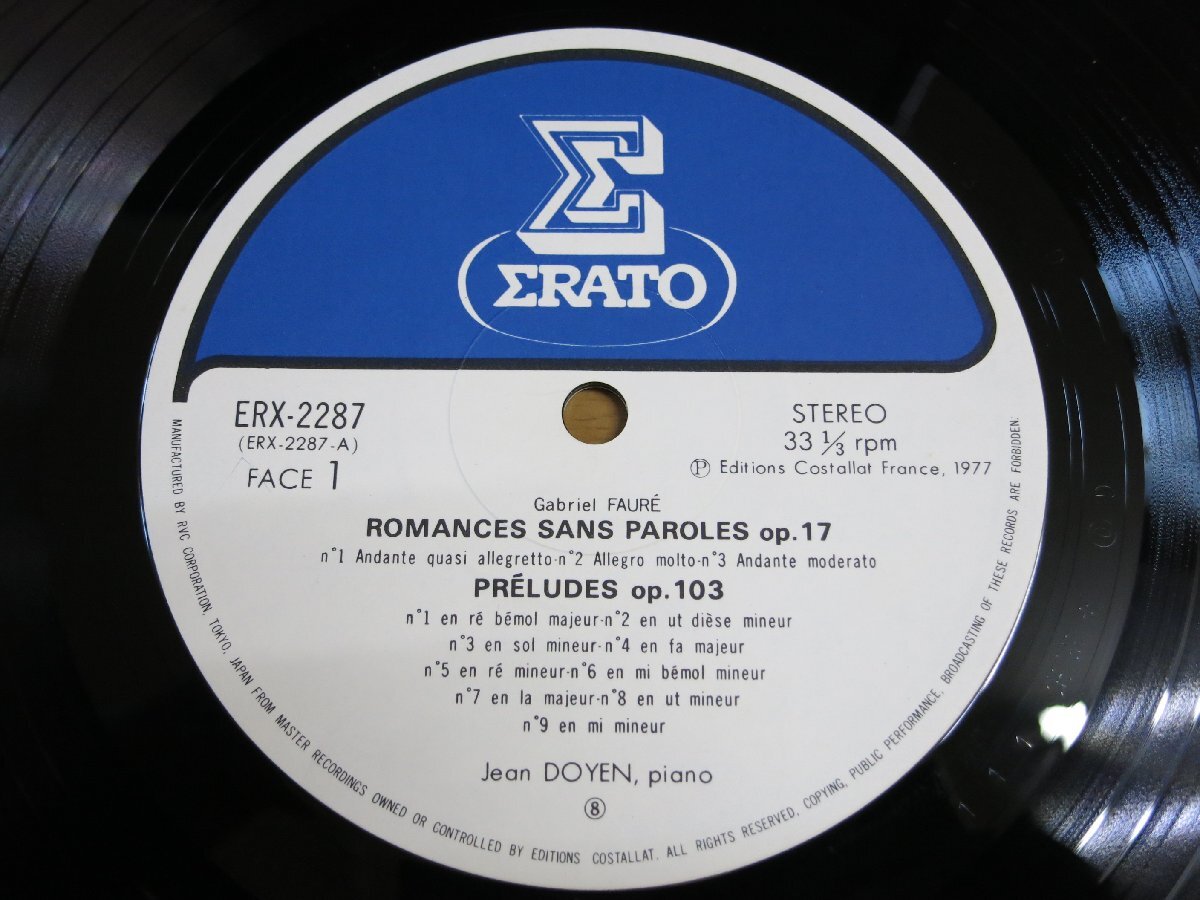 Σ
ΣRATO
ERX-2287
(ERX-2287-A)
FACE 1
STEREO
33 1/3 rpm
Ⓟ Editions Costallat France, 1977
Gabriel FAURÉ
ROMANCES SANS PAROLES op.17
n°1 Andante quasi allegretto-n°2 Allegro molto-n°3 Andante moderato
PRÉLUDES op.103
n°1 en ré bémol majeur-n°2 en ut dièse mineur
n°3 en sol mineur-n°4 en fa majeur
n°5 en ré mineur-n°6 en mi bémol mineur
n°7 en la majeur-n°8 en ut mineur
n°9 en mi mineur
Jean DOYEN, piano
⑧
MANUFACTURED BY RVC CORPORATION, TOKYO, JAPAN FROM MASTER RECORDINGS OWNED OR CONTROLLED BY EDITIONS COSTALLAT. ALL RIGHTS RESERVED, COPYING, PUBLIC PERFORMANCE, BROADCASTING OF THESE RECORDS ARE FORBIDDEN.